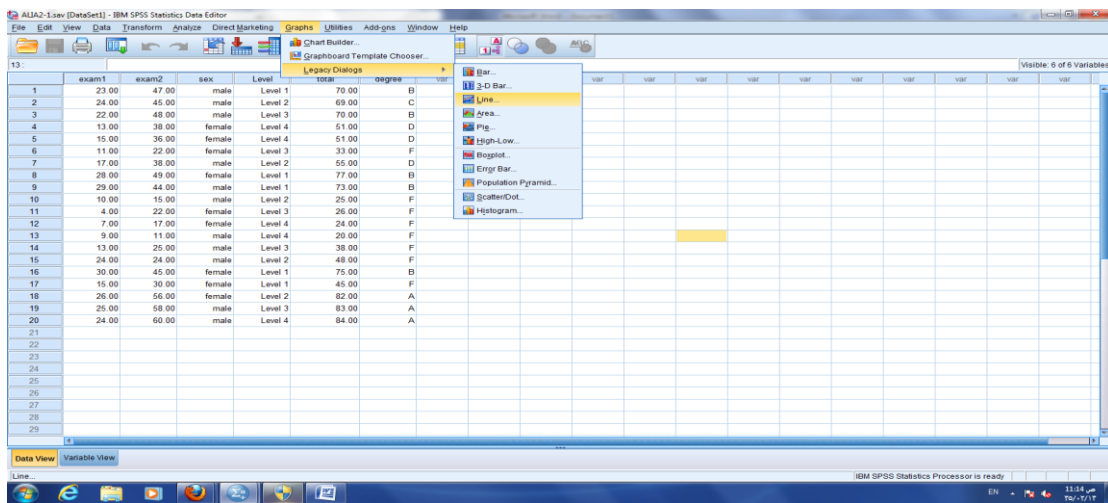 ALIA2-1.sav [DataSet1] - IBM SPSS Statistics Data Editor
File Edit View Data Transform Analyze Direct Marketing Graphs Utilities Add-ons Window Help
Chart Builder...
Graphboard Template Chooser...
Legacy Dialogs
Bar...
3-D Bar...
Line...
Area...
Pie...
High-Low...
Boxplot...
Error Bar...
Population Pyramid...
Scatter/Dot...
Histogram...
13 :
Visible: 6 of 6 Variables
exam1 exam2 sex Level total degree var var var var var var var var var
1 23.00 47.00 male Level 1 70.00 B
2 24.00 45.00 male Level 2 69.00 C
3 22.00 48.00 male Level 3 70.00 B
4 13.00 38.00 female Level 4 51.00 D
5 15.00 36.00 female Level 4 51.00 D
6 11.00 22.00 female Level 3 33.00 F
7 17.00 38.00 male Level 2 55.00 D
8 28.00 49.00 female Level 1 77.00 B
9 29.00 44.00 male Level 1 73.00 B
10 10.00 15.00 male Level 2 25.00 F
11 4.00 22.00 female Level 3 26.00 F
12 7.00 17.00 female Level 4 24.00 F
13 9.00 11.00 male Level 4 20.00 F
14 13.00 25.00 male Level 3 38.00 F
15 24.00 24.00 male Level 2 48.00 F
16 30.00 45.00 female Level 1 75.00 B
17 15.00 30.00 female Level 1 45.00 F
18 26.00 56.00 female Level 2 82.00 A
19 25.00 58.00 male Level 3 83.00 A
20 24.00 60.00 male Level 4 84.00 A
21
22
23
24
25
26
27
28
29
Data View Variable View
Line...
IBM SPSS Statistics Processor is ready
EN
11:14 ص